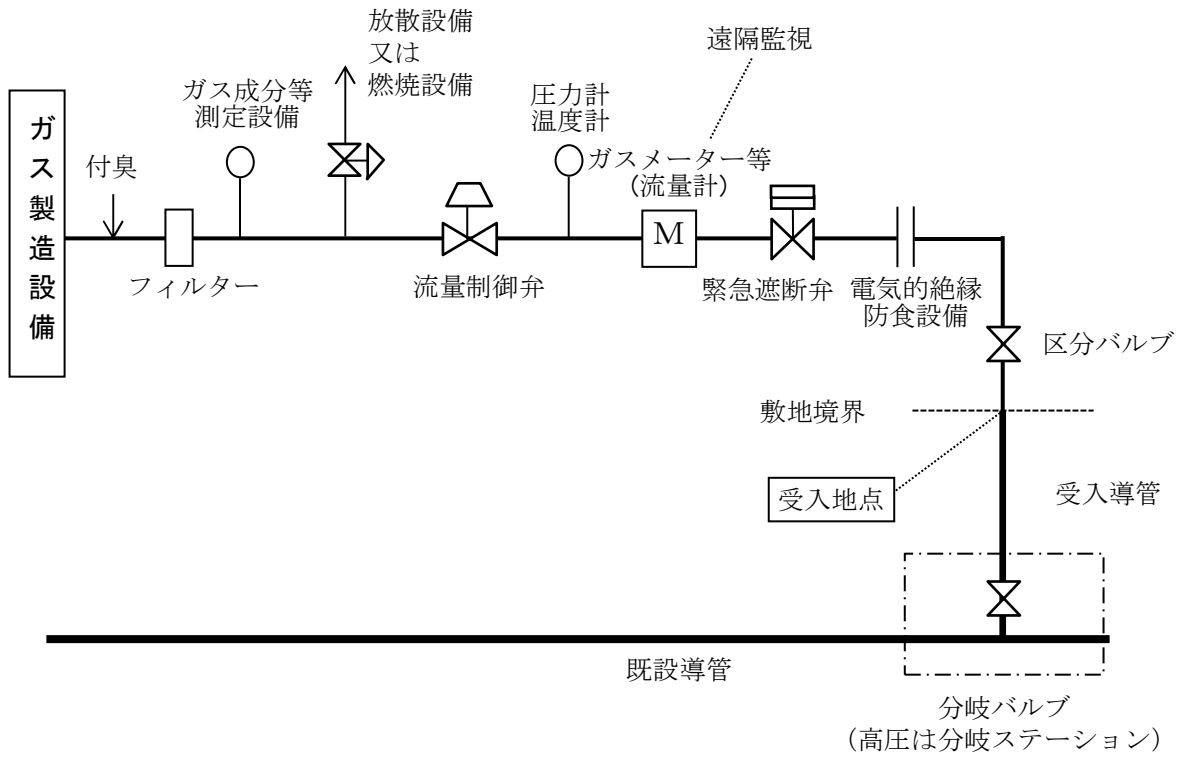 放散設備
又は
燃焼設備
遠隔監視
ガス成分等
測定設備
圧力計
温度計
ガス製造設備
付臭
ガスメーター等
(流量計)
M
フィルター
流量制御弁
緊急遮断弁
電気的絶縁
防食設備
区分バルブ
敷地境界
受入地点
受入導管
既設導管
分岐バルブ
(高圧は分岐ステーション)